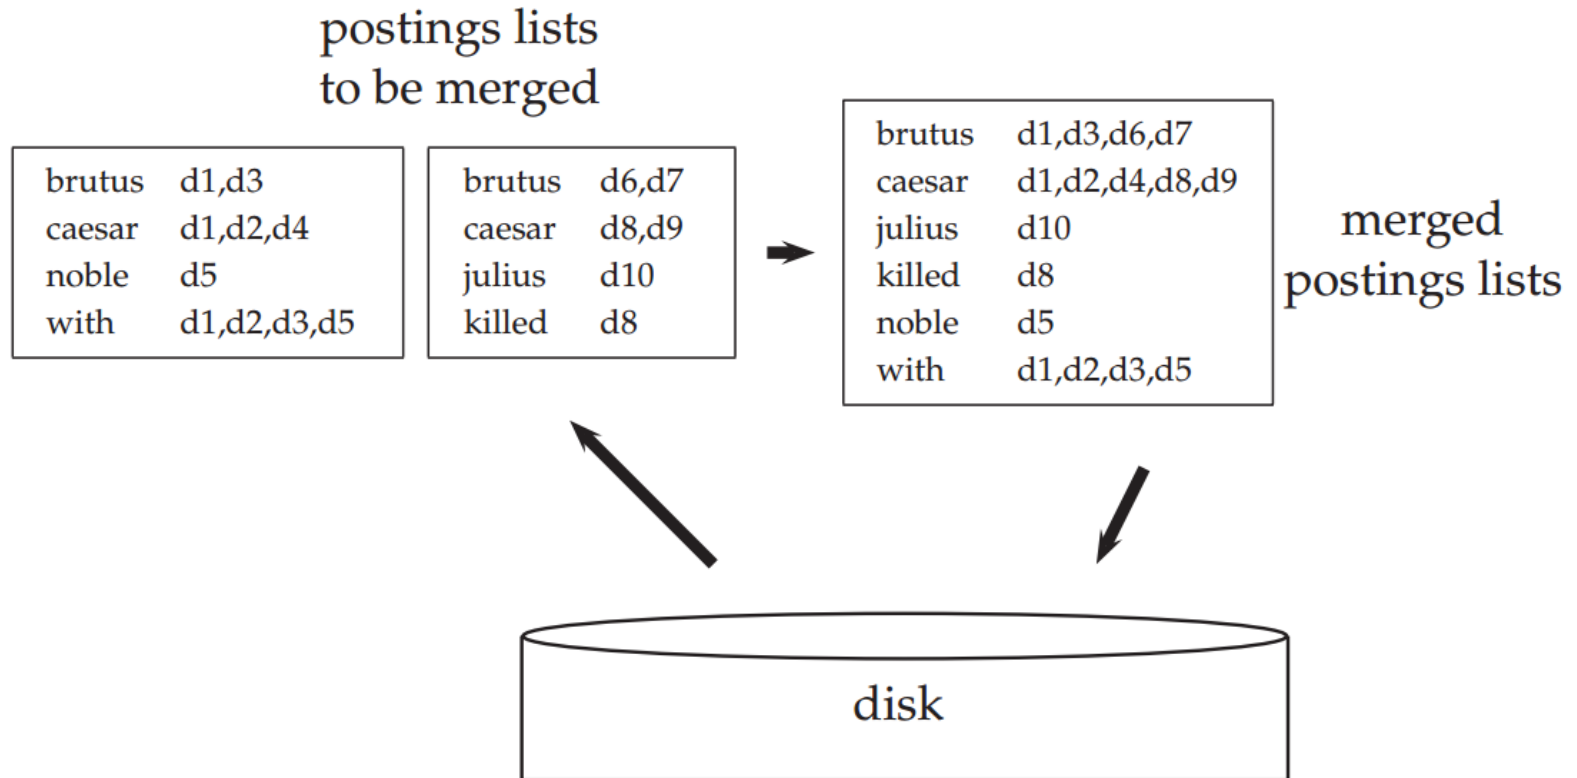 postings lists
to be merged
brutus d1,d3
caesar d1,d2,d4
noble d5
with d1,d2,d3,d5
brutus d6,d7
caesar d8,d9
julius d10
killed d8
brutus d1,d3,d6,d7
caesar d1,d2,d4,d8,d9
julius d10
killed d8
noble d5
with d1,d2,d3,d5
merged
postings lists
disk